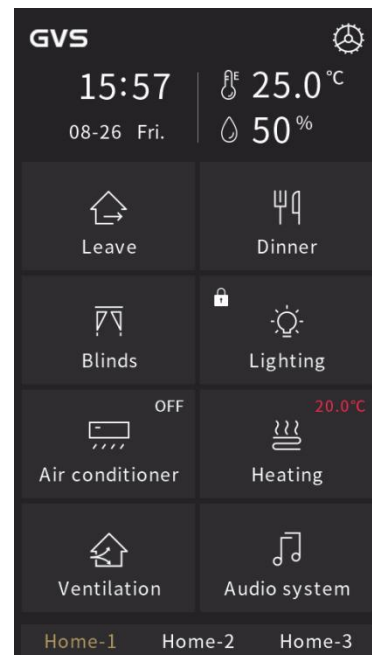 GVS
15:57
08-26 Fri.
E 25.0°C
50%
Leave
Dinner
Blinds
Lighting
OFF
Air conditioner
20.0°C
Heating
Ventilation
Audio system
Home-1 Home-2 Home-3